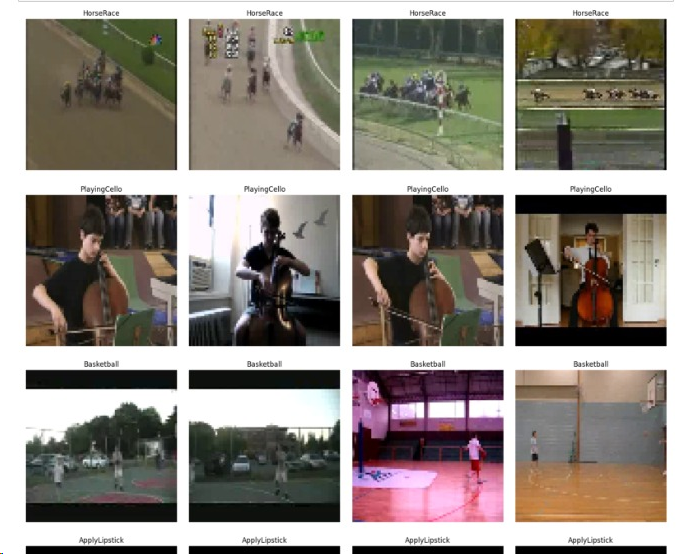 HorseRace HorseRace HorseRace HorseRace
PlayingCello PlayingCello PlayingCello PlayingCello
Basketball Basketball Basketball Basketball
ApplyLipstick ApplyLipstick ApplyLipstick ApplyLipstick